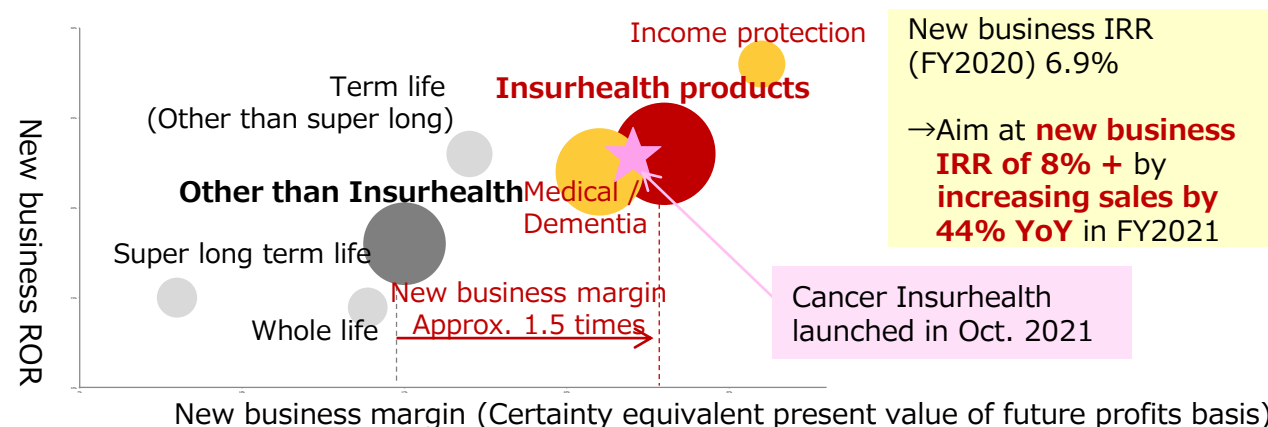 Income protection
New business IRR
(FY2020) 6.9%
→Aim at new business
IRR of 8% + by
increasing sales by
44% YoY in FY2021
Term life
(Other than super long)
Insurhealth products
Other than Insurhealth
Medical /
Dementia
Super long term life
New business margin
Approx. 1.5 times
Whole life
Cancer Insurhealth
launched in Oct. 2021
New business ROR
New business margin (Certainty equivalent present value of future profits basis)